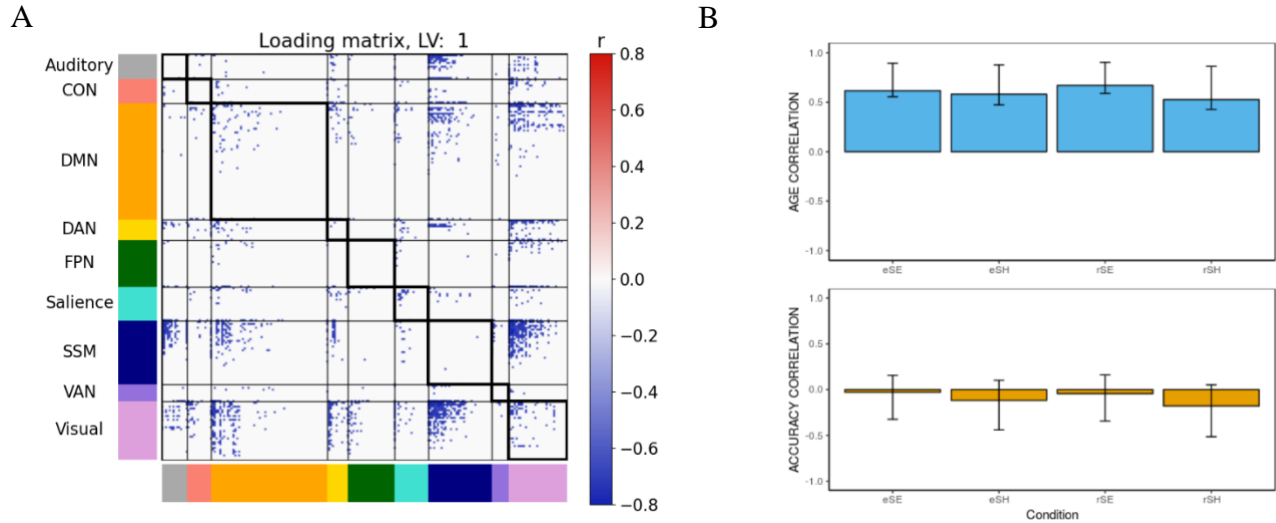 A
Loading matrix, LV: 1
r
Auditory
CON
DMN
DAN
FPN
Salience
SSM
VAN
Visual
0.8
0.6
0.4
0.2
0.0
−0.2
−0.4
−0.6
−0.8
B
AGE CORRELATION
1.0
0.5
0.0
-0.5
-1.0
eSE eSH rSE rSH
ACCURACY CORRELATION
1.0
0.5
0.0
-0.5
-1.0
eSE eSH rSE rSH
Condition